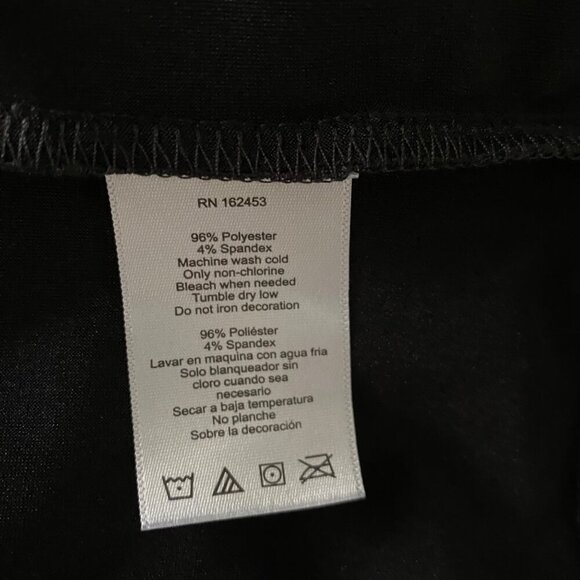 RN 162453
96% Polyester
4% Spandex
Machine wash cold
Only non-chlorine
Bleach when needed
Tumble dry low
Do not iron decoration
96% Poliéster
4% Spandex
Lavar en maquina con agua fria
Solo blanqueador sin
cloro cuando sea
necesario
Secar a baja temperatura
No planche
Sobre la decoración